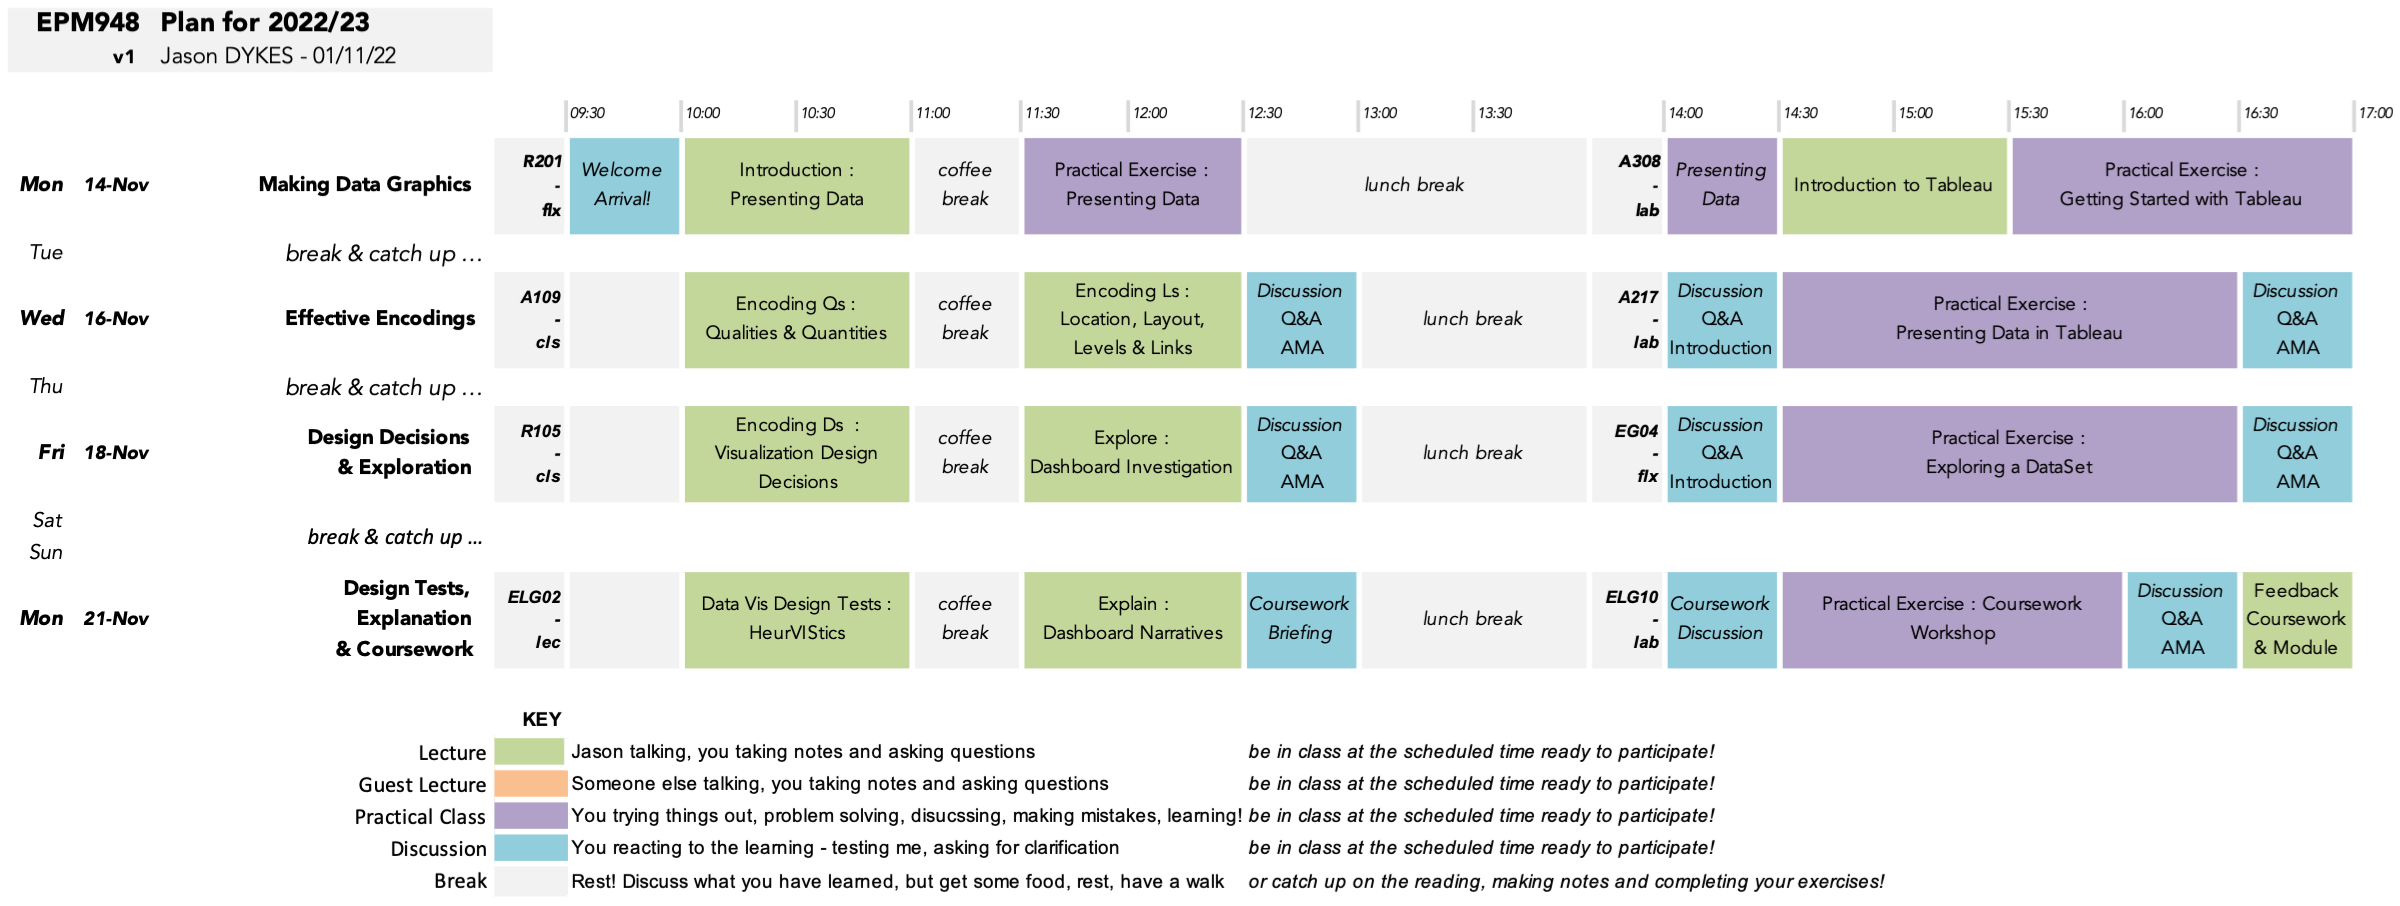 EPM948 Plan for 2022/23
v1 Jason DYKES - 01/11/22
09:30 10:00 10:30 11:00 11:30 12:00 12:30 13:00 13:30 14:00 14:30 15:00 15:30 16:00 16:30 17:00
Mon 14-Nov Making Data Graphics
R201
-
flx
Welcome
Arrival!
Introduction :
Presenting Data
coffee
break
Practical Exercise :
Presenting Data
lunch break
A308
-
lab
Presenting
Data
Introduction to Tableau
Practical Exercise :
Getting Started with Tableau
Tue break & catch up ...
Wed 16-Nov Effective Encodings
A109
-
cls
Encoding Qs :
Qualities & Quantities
coffee
break
Encoding Ls :
Location, Layout,
Levels & Links
Discussion
Q&A
AMA
lunch break
A217
-
lab
Discussion
Q&A
Introduction
Practical Exercise :
Presenting Data in Tableau
Discussion
Q&A
AMA
Thu break & catch up ...
Fri 18-Nov Design Decisions
& Exploration
R105
-
cls
Encoding Ds :
Visualization Design
Decisions
coffee
break
Explore :
Dashboard Investigation
Discussion
Q&A
AMA
lunch break
EG04
-
flx
Discussion
Q&A
Introduction
Practical Exercise :
Exploring a DataSet
Discussion
Q&A
AMA
Sat
Sun
break & catch up ...
Mon 21-Nov Design Tests,
Explanation
& Coursework
ELG02
-
lec
Data Vis Design Tests :
HeurVIStics
coffee
break
Explain :
Dashboard Narratives
Coursework
Briefing
lunch break
ELG10
-
lab
Coursework
Discussion
Practical Exercise : Coursework
Workshop
Discussion
Q&A
AMA
Feedback
Coursework
& Module
KEY
Lecture Jason talking, you taking notes and asking questions be in class at the scheduled time ready to participate!
Guest Lecture Someone else talking, you taking notes and asking questions be in class at the scheduled time ready to participate!
Practical Class You trying things out, problem solving, disucssing, making mistakes, learning! be in class at the scheduled time ready to participate!
Discussion You reacting to the learning - testing me, asking for clarification be in class at the scheduled time ready to participate!
Break Rest! Discuss what you have learned, but get some food, rest, have a walk or catch up on the reading, making notes and completing your exercises!